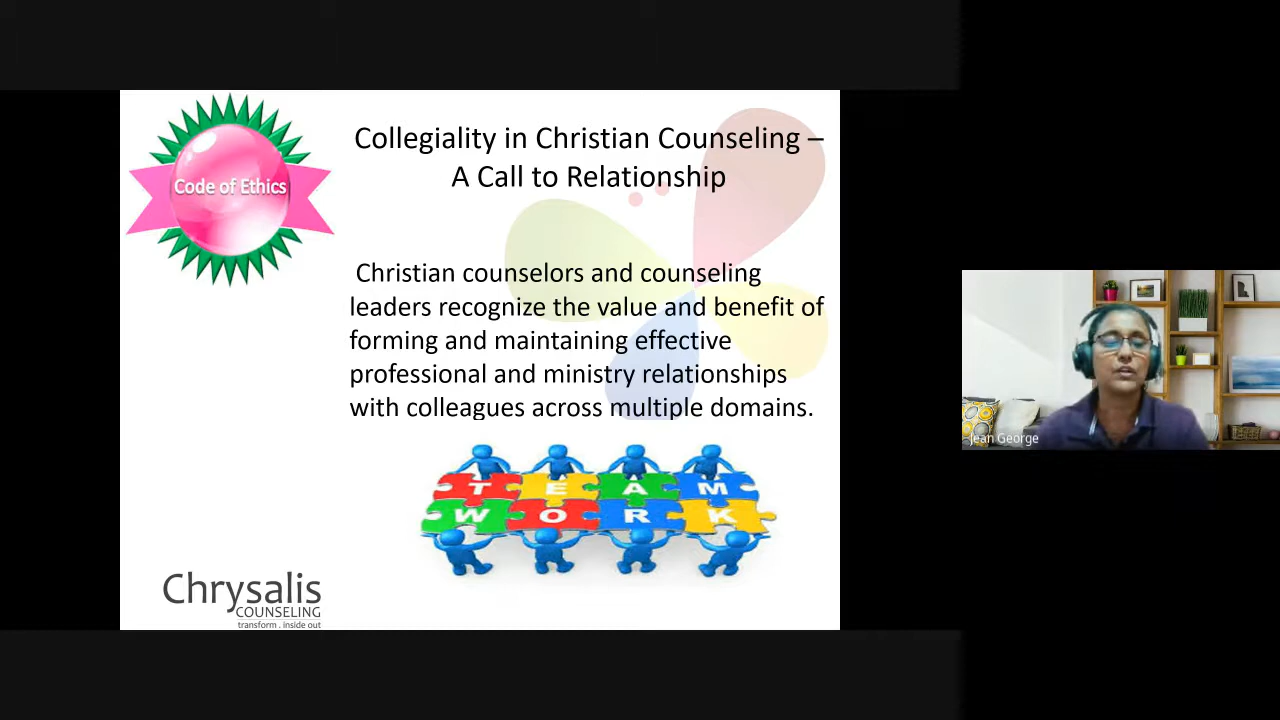 Code of Ethics
Collegiality in Christian Counseling –
A Call to Relationship
Christian counselors and counseling
leaders recognize the value and benefit of
forming and maintaining effective
professional and ministry relationships
with colleagues across multiple domains.
TEAM
WORK
Chrysalis
COUNSELING
transform . inside out
Jean George